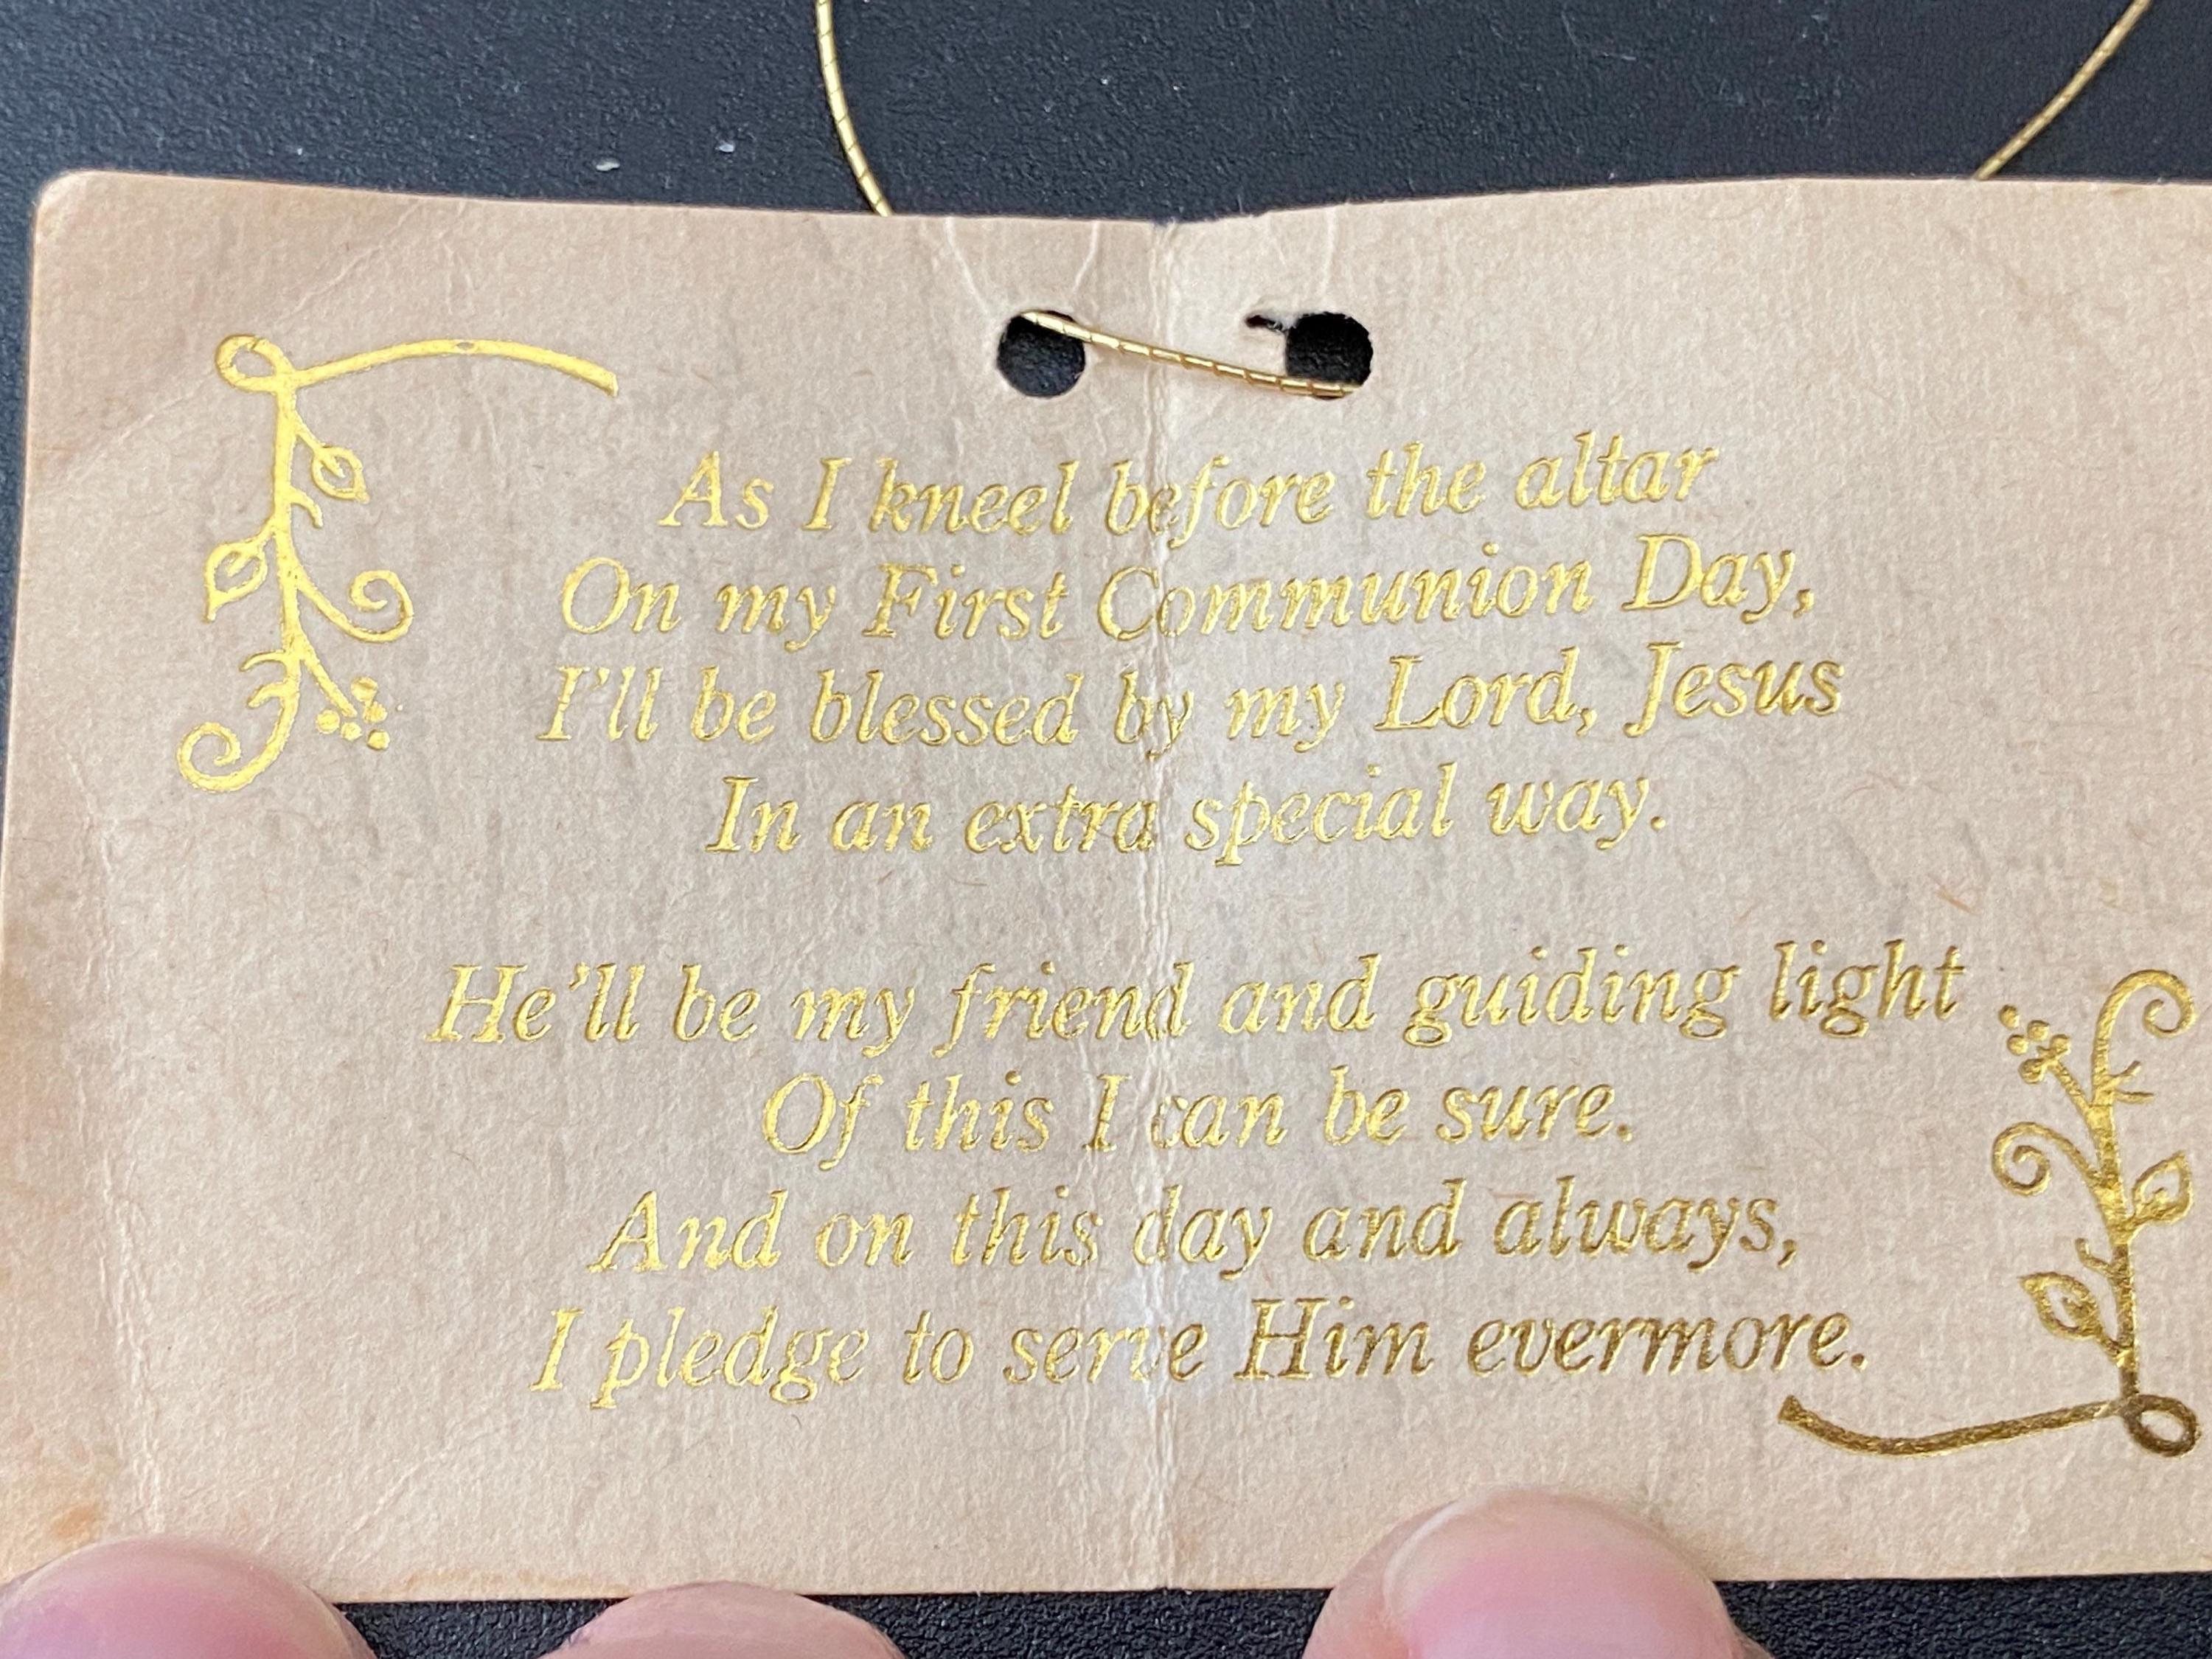 As I kneel before the altar
On my First Communion Day,
I'll be blessed by my Lord, Jesus
In an extra special way.
He'll be my friend and guiding light
Of this I can be sure.
And on this day and always,
I pledge to serve Him evermore.